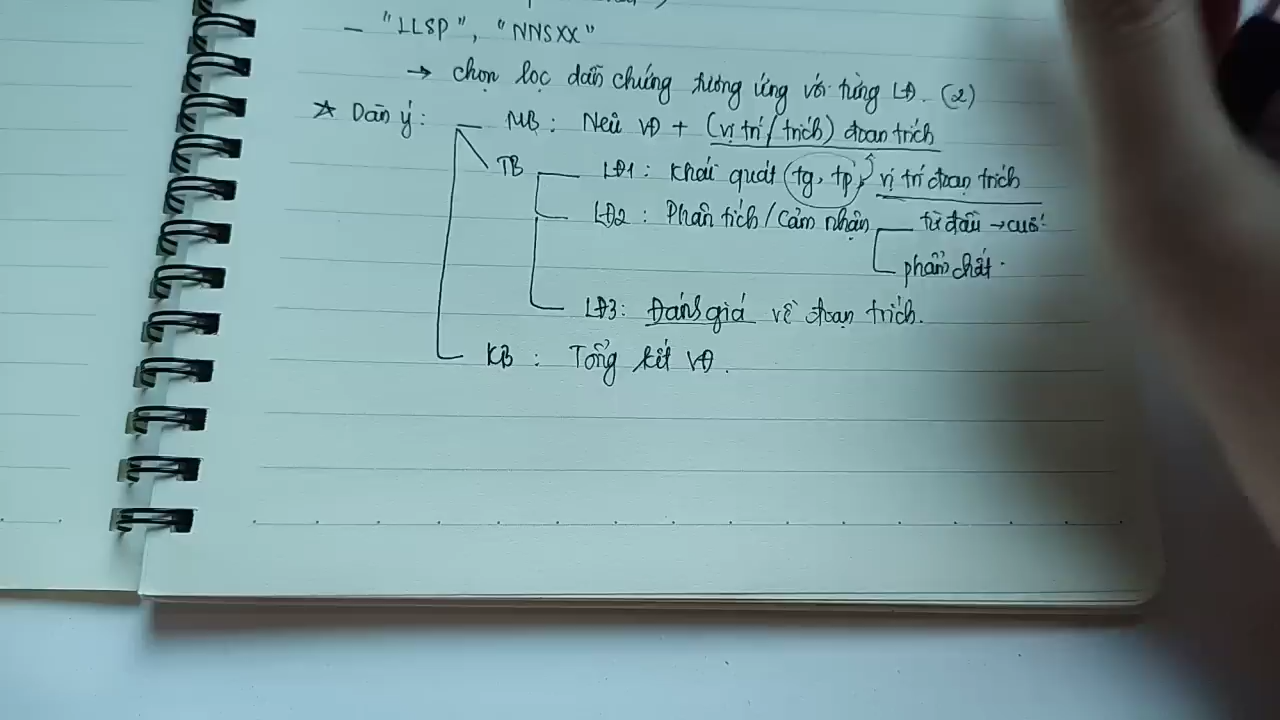 – "LLSP", "NNSXX"
→ chọn lọc dẫn chứng tương ứng với từng LĐ. (2)
☆ Dàn ý: – MB: Nêu VĐ + (vị trí/trích) đoạn trích
TB – LĐ1: Khái quát (tg, tp), vị trí đoạn trích
LĐ2: Phân tích/cảm nhận – từ đầu → cuối
phẩm chất.
LĐ3: Đánh giá về đoạn trích.
KB: Tổng kết VĐ.